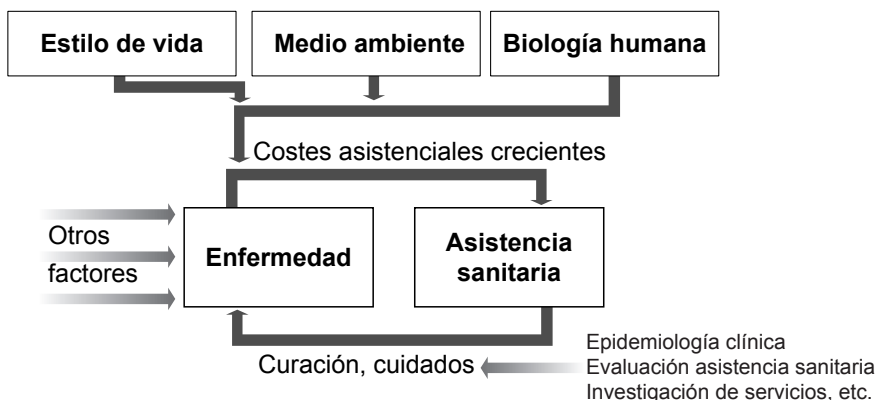 Estilo de vida
Medio ambiente
Biología humana
Costes asistenciales crecientes
Otros
factores
Enfermedad
Asistencia
sanitaria
Curación, cuidados
Epidemiología clínica
Evaluación asistencia sanitaria
Investigación de servicios, etc.